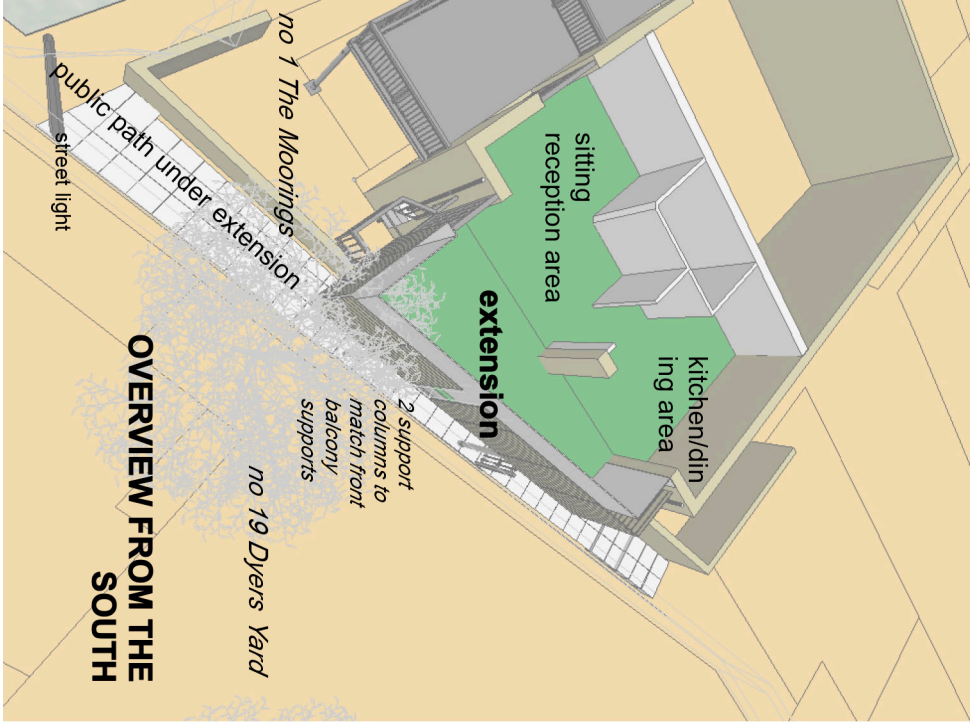 no 1 The Moorings
public path under extension
street light
sitting
reception area
extension
kitchen/din
ing area
2 support
columns to
match front
balcony
supports
no 19 Dyers Yard
OVERVIEW FROM THE
SOUTH